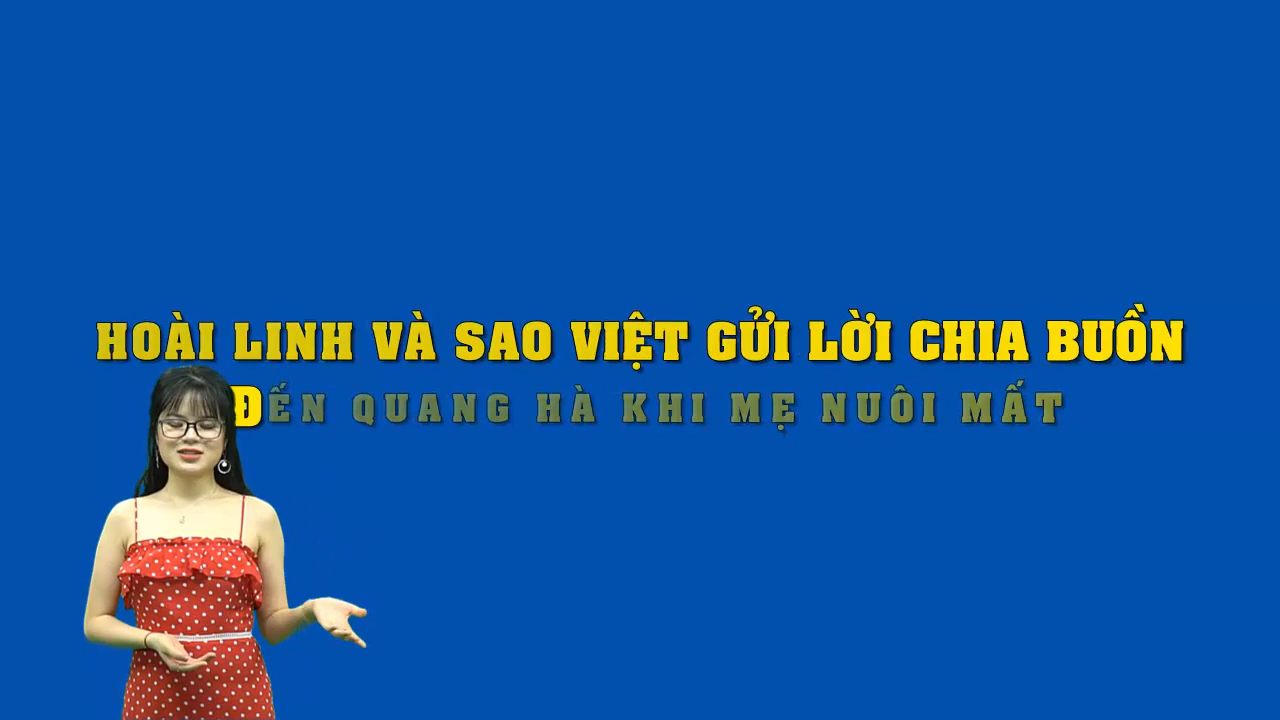 HOÀI LINH VÀ SAO VIỆT GỬI LỜI CHIA BUỒN
ĐẾN QUANG HÀ KHI MẸ NUÔI MẤT